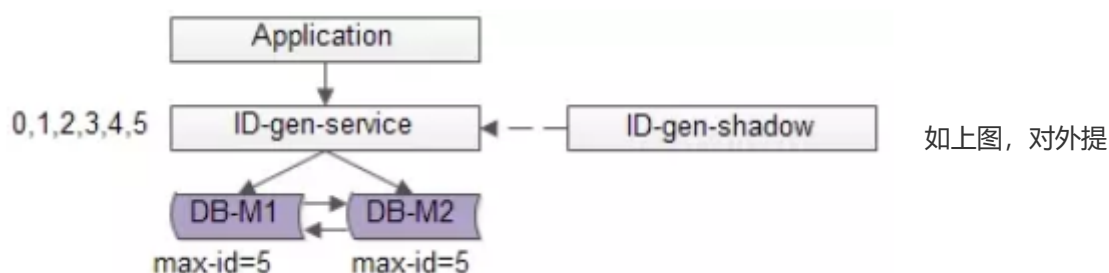 Application
0,1,2,3,4,5
ID-gen-service
ID-gen-shadow
如上图，对外提
DB-M1
DB-M2
max-id=5
max-id=5